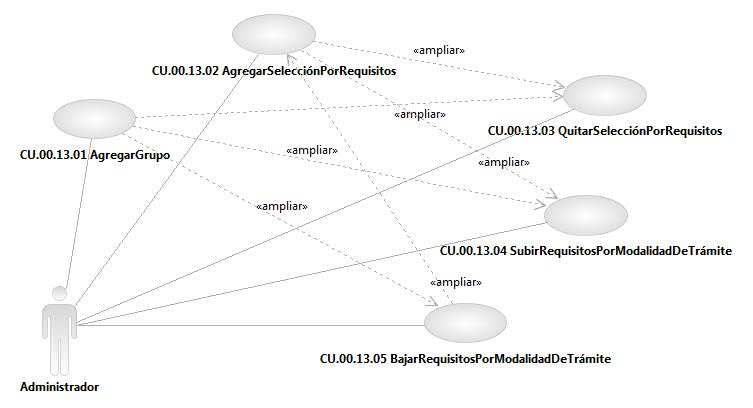 «ampliar»
CU.00.13.02 AgregarSelecciónPorRequisitos
«ampliar»
CU.00.13.03 QuitarSelecciónPorRequisitos
CU.00.13.01 AgregarGrupo
«ampliar»
«ampliar»
«ampliar»
CU.00.13.04 SubirRequisitosPorModalidadDeTrámite
«ampliar»
CU.00.13.05 BajarRequisitosPorModalidadDeTrámite
Administrador